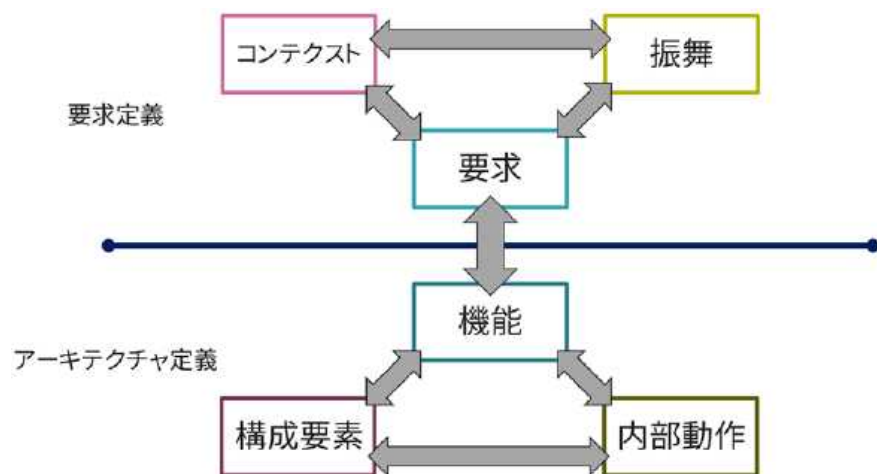 コンテクスト
振舞
要求定義
要求
機能
アーキテクチャ定義
構成要素
内部動作